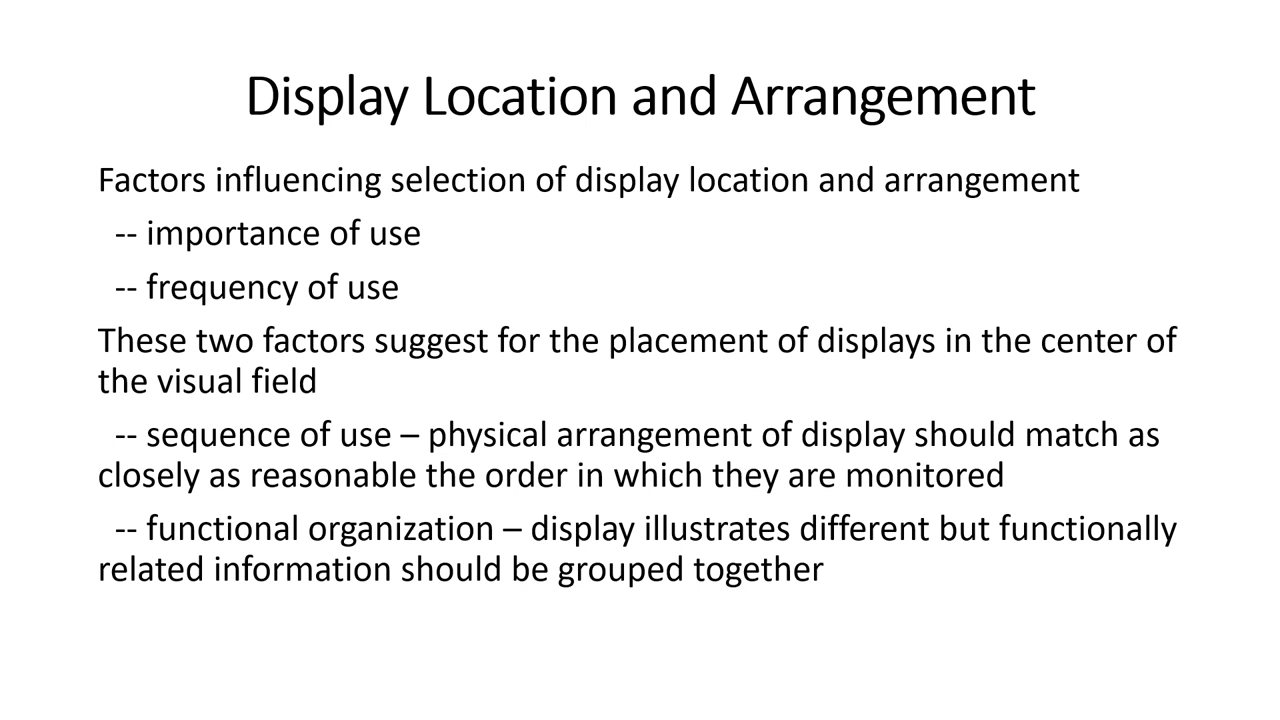 Display Location and Arrangement
Factors influencing selection of display location and arrangement
-- importance of use
-- frequency of use
These two factors suggest for the placement of displays in the center of
the visual field
-- sequence of use – physical arrangement of display should match as
closely as reasonable the order in which they are monitored
-- functional organization – display illustrates different but functionally
related information should be grouped together